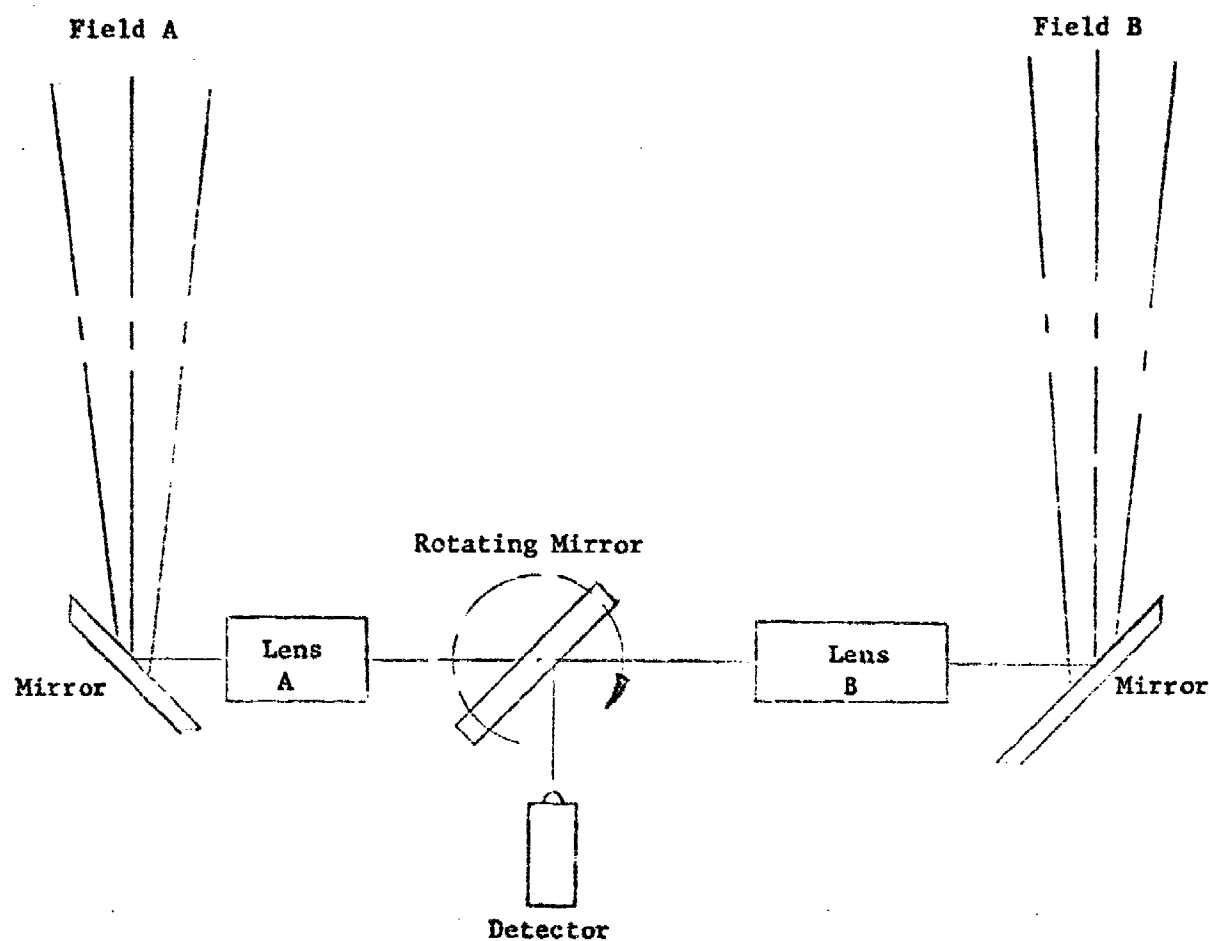 Field A
Field B
Rotating Mirror
Lens
A
Lens
B
Mirror
Mirror
Detector